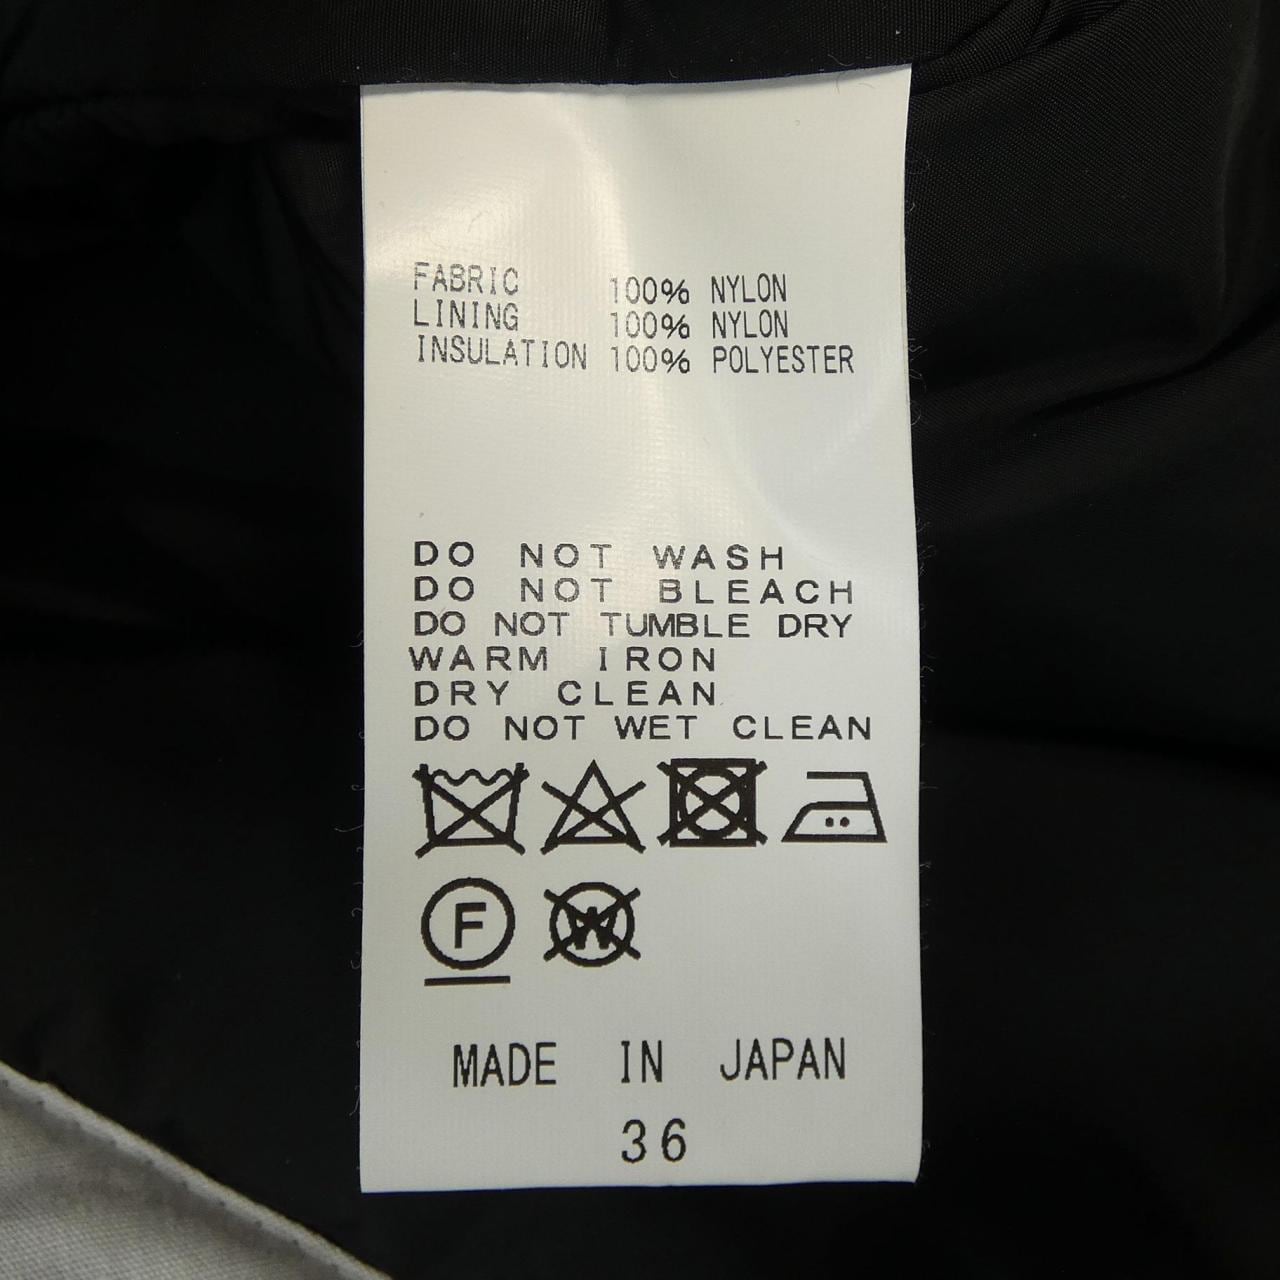 FABRIC 100% NYLON
LINING 100% NYLON
INSULATION 100% POLYESTER
DO NOT WASH
DO NOT BLEACH
DO NOT TUMBLE DRY
WARM IRON
DRY CLEAN
DO NOT WET CLEAN
F W
MADE IN JAPAN
36